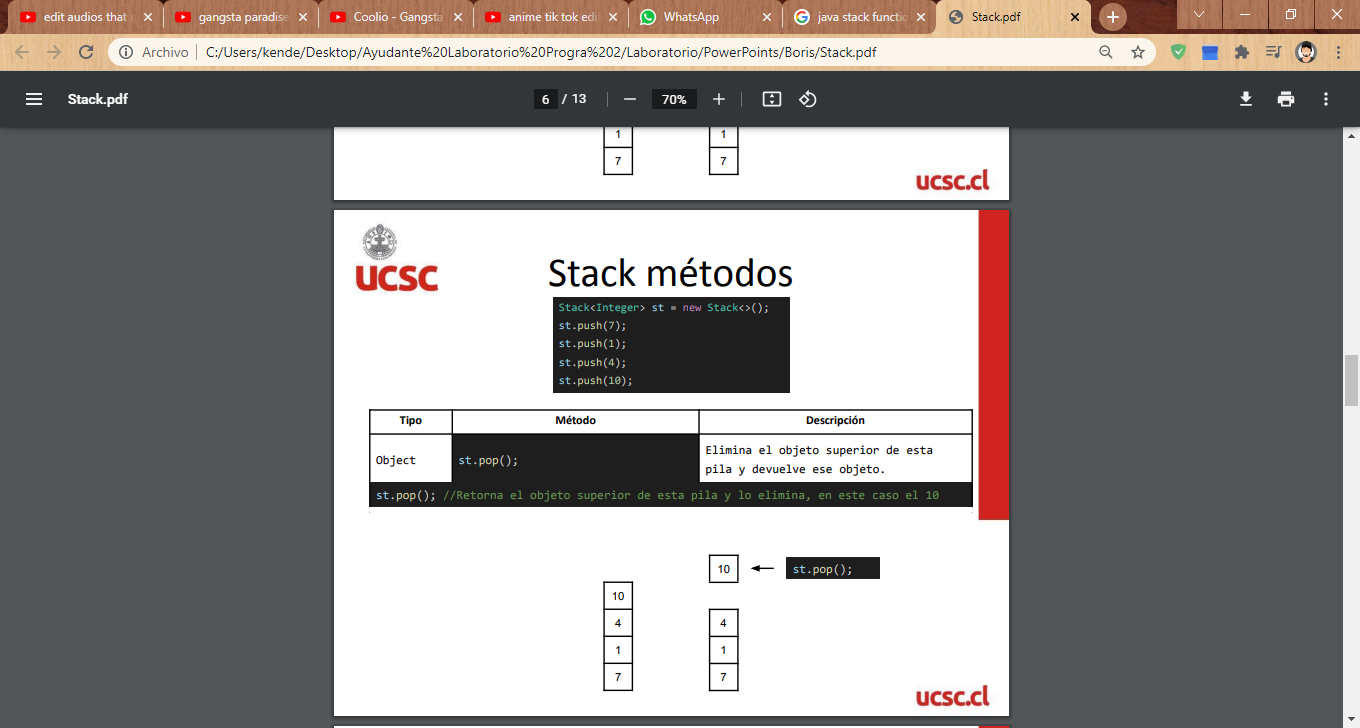 edit audios that
gangsta paradise
Coolio - Gangsta
anime tik tok edi
WhatsApp
java stack functio
Stack.pdf
Archivo
C:/Users/kende/Desktop/Ayudante%20Laboratorio%20Progra%202/Laboratorio/PowerPoints/Boris/Stack.pdf
Stack.pdf
6 / 13
70%
1 1
7 7
ucsc.cl
UCSC
Stack métodos
Stack<Integer> st = new Stack<>();
st.push(7);
st.push(1);
st.push(4);
st.push(10);
Tipo Método Descripción
Object st.pop(); Elimina el objeto superior de esta
pila y devuelve ese objeto.
st.pop(); //Retorna el objeto superior de esta pila y lo elimina, en este caso el 10
10 st.pop();
10
4 4
1 1
7 7
ucsc.cl